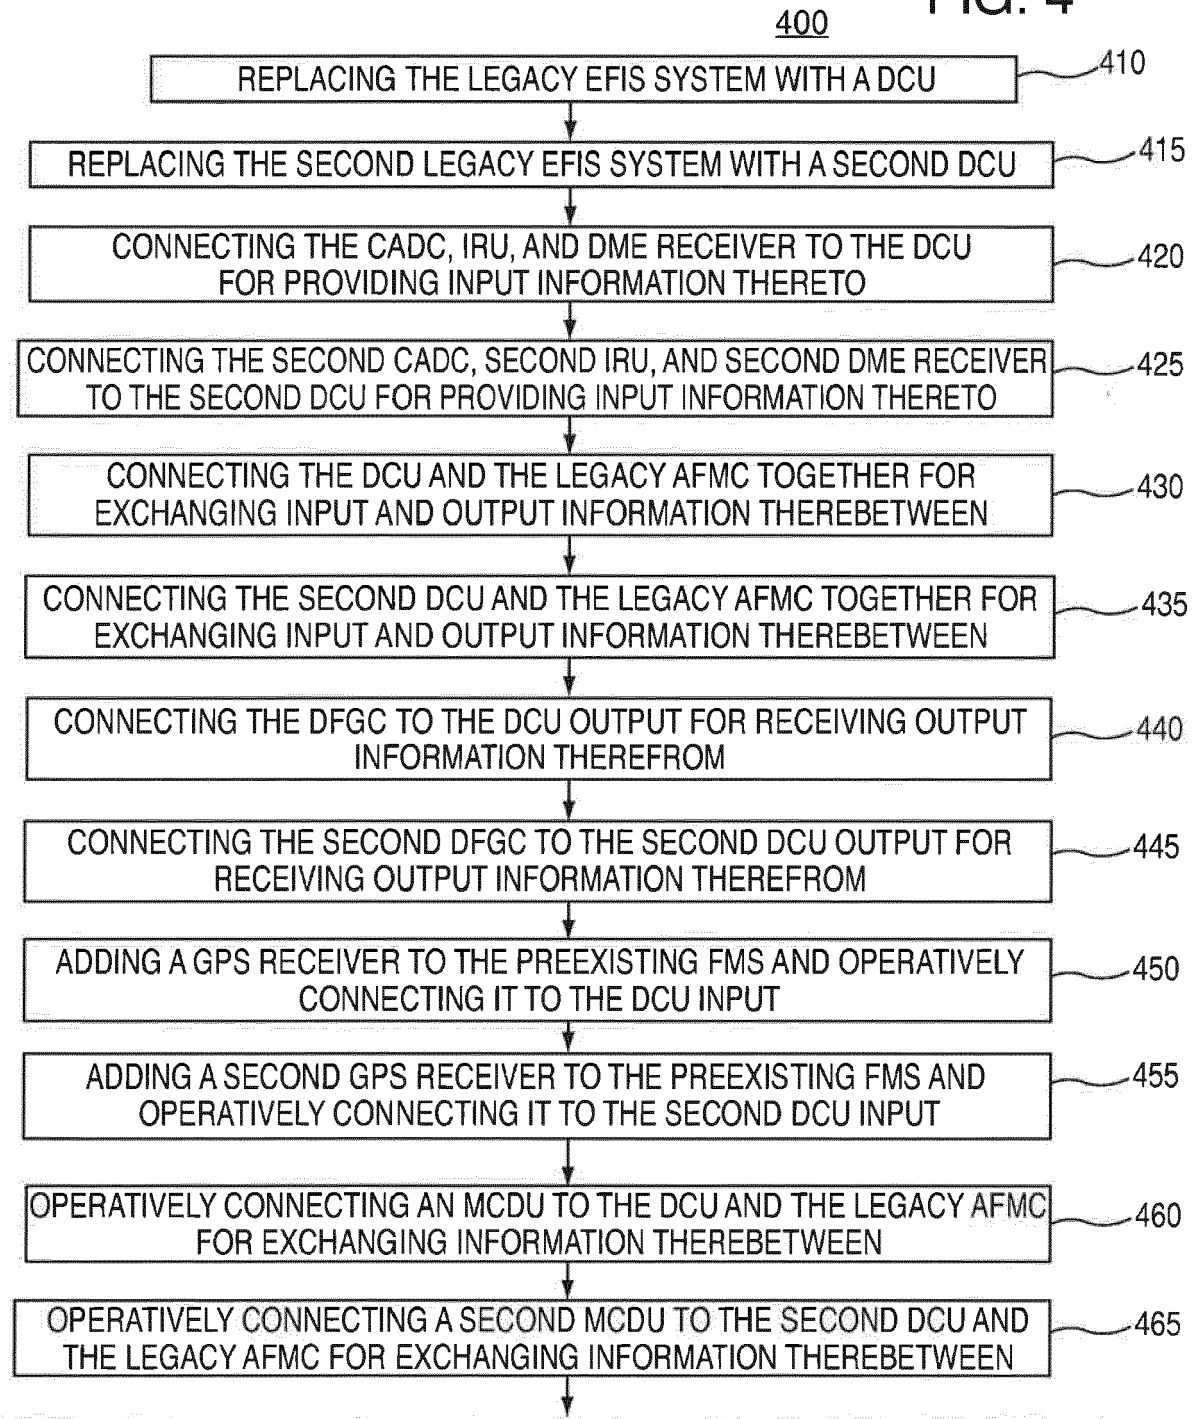 FIG. 4
400
REPLACING THE LEGACY EFIS SYSTEM WITH A DCU
410
REPLACING THE SECOND LEGACY EFIS SYSTEM WITH A SECOND DCU
415
CONNECTING THE CADC, IRU, AND DME RECEIVER TO THE DCU
FOR PROVIDING INPUT INFORMATION THERETO
420
CONNECTING THE SECOND CADC, SECOND IRU, AND SECOND DME RECEIVER
TO THE SECOND DCU FOR PROVIDING INPUT INFORMATION THERETO
425
CONNECTING THE DCU AND THE LEGACY AFMC TOGETHER FOR
EXCHANGING INPUT AND OUTPUT INFORMATION THEREBETWEEN
430
CONNECTING THE SECOND DCU AND THE LEGACY AFMC TOGETHER FOR
EXCHANGING INPUT AND OUTPUT INFORMATION THEREBETWEEN
435
CONNECTING THE DFGC TO THE DCU OUTPUT FOR RECEIVING OUTPUT
INFORMATION THEREFROM
440
CONNECTING THE SECOND DFGC TO THE SECOND DCU OUTPUT FOR
RECEIVING OUTPUT INFORMATION THEREFROM
445
ADDING A GPS RECEIVER TO THE PREEXISTING FMS AND OPERATIVELY
CONNECTING IT TO THE DCU INPUT
450
ADDING A SECOND GPS RECEIVER TO THE PREEXISTING FMS AND
OPERATIVELY CONNECTING IT TO THE SECOND DCU INPUT
455
OPERATIVELY CONNECTING AN MCDU TO THE DCU AND THE LEGACY AFMC
FOR EXCHANGING INFORMATION THEREBETWEEN
460
OPERATIVELY CONNECTING A SECOND MCDU TO THE SECOND DCU AND
THE LEGACY AFMC FOR EXCHANGING INFORMATION THEREBETWEEN
465